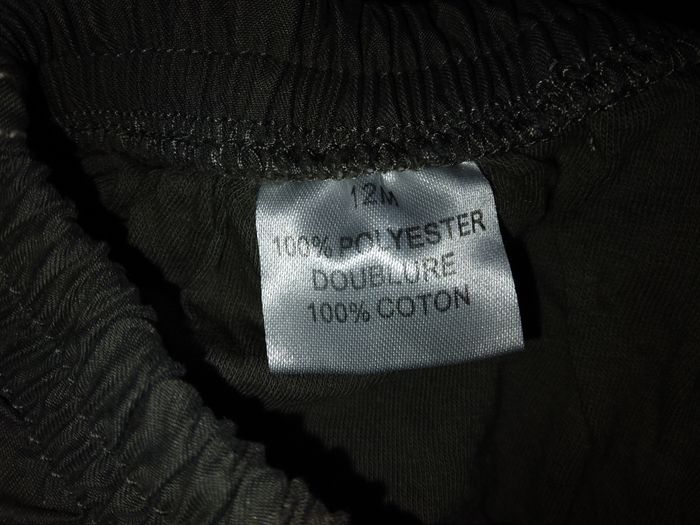 12M
100% POLYESTER
DOUBLURE
100% COTON